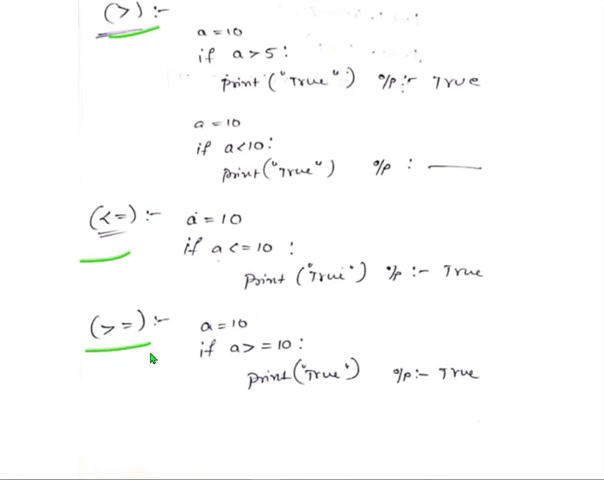 (>) :-
a = 10
if a > 5 :
print ("True") o/p :- True
a = 10
if a < 10 :
print ("True") o/p : ——
(< =) :- a = 10
if a < = 10 :
print ("True") o/p :- True
(> =) :- a = 10
if a > = 10 :
print ("True") o/p :- True